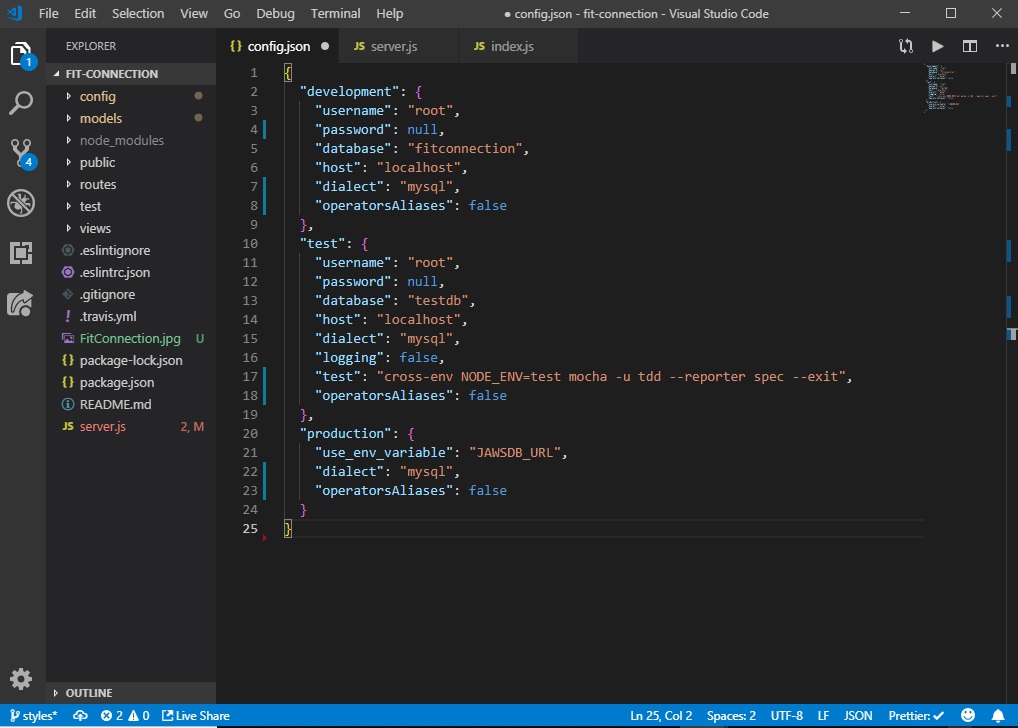 File Edit Selection View Go Debug Terminal Help ● config.json - fit-connection - Visual Studio Code
EXPLORER
{} config.json ●
JS server.js
JS index.js
1
4
FIT-CONNECTION
config
models
node_modules
public
routes
test
views
.eslintignore
.eslintrc.json
.gitignore
! .travis.yml
FitConnection.jpg U
{} package-lock.json
{} package.json
README.md
JS server.js 2, M
OUTLINE
1 {
2 "development": {
3 "username": "root",
4 "password": null,
5 "database": "fitconnection",
6 "host": "localhost",
7 "dialect": "mysql",
8 "operatorsAliases": false
9 },
10 "test": {
11 "username": "root",
12 "password": null,
13 "database": "testdb",
14 "host": "localhost",
15 "dialect": "mysql",
16 "logging": false,
17 "test": "cross-env NODE_ENV=test mocha -u tdd --reporter spec --exit",
18 "operatorsAliases": false
19 },
20 "production": {
21 "use_env_variable": "JAWSDB_URL",
22 "dialect": "mysql",
23 "operatorsAliases": false
24 }
25 }
styles* 2 0 Live Share Ln 25, Col 2 Spaces: 2 UTF-8 LF JSON Prettier: ✓